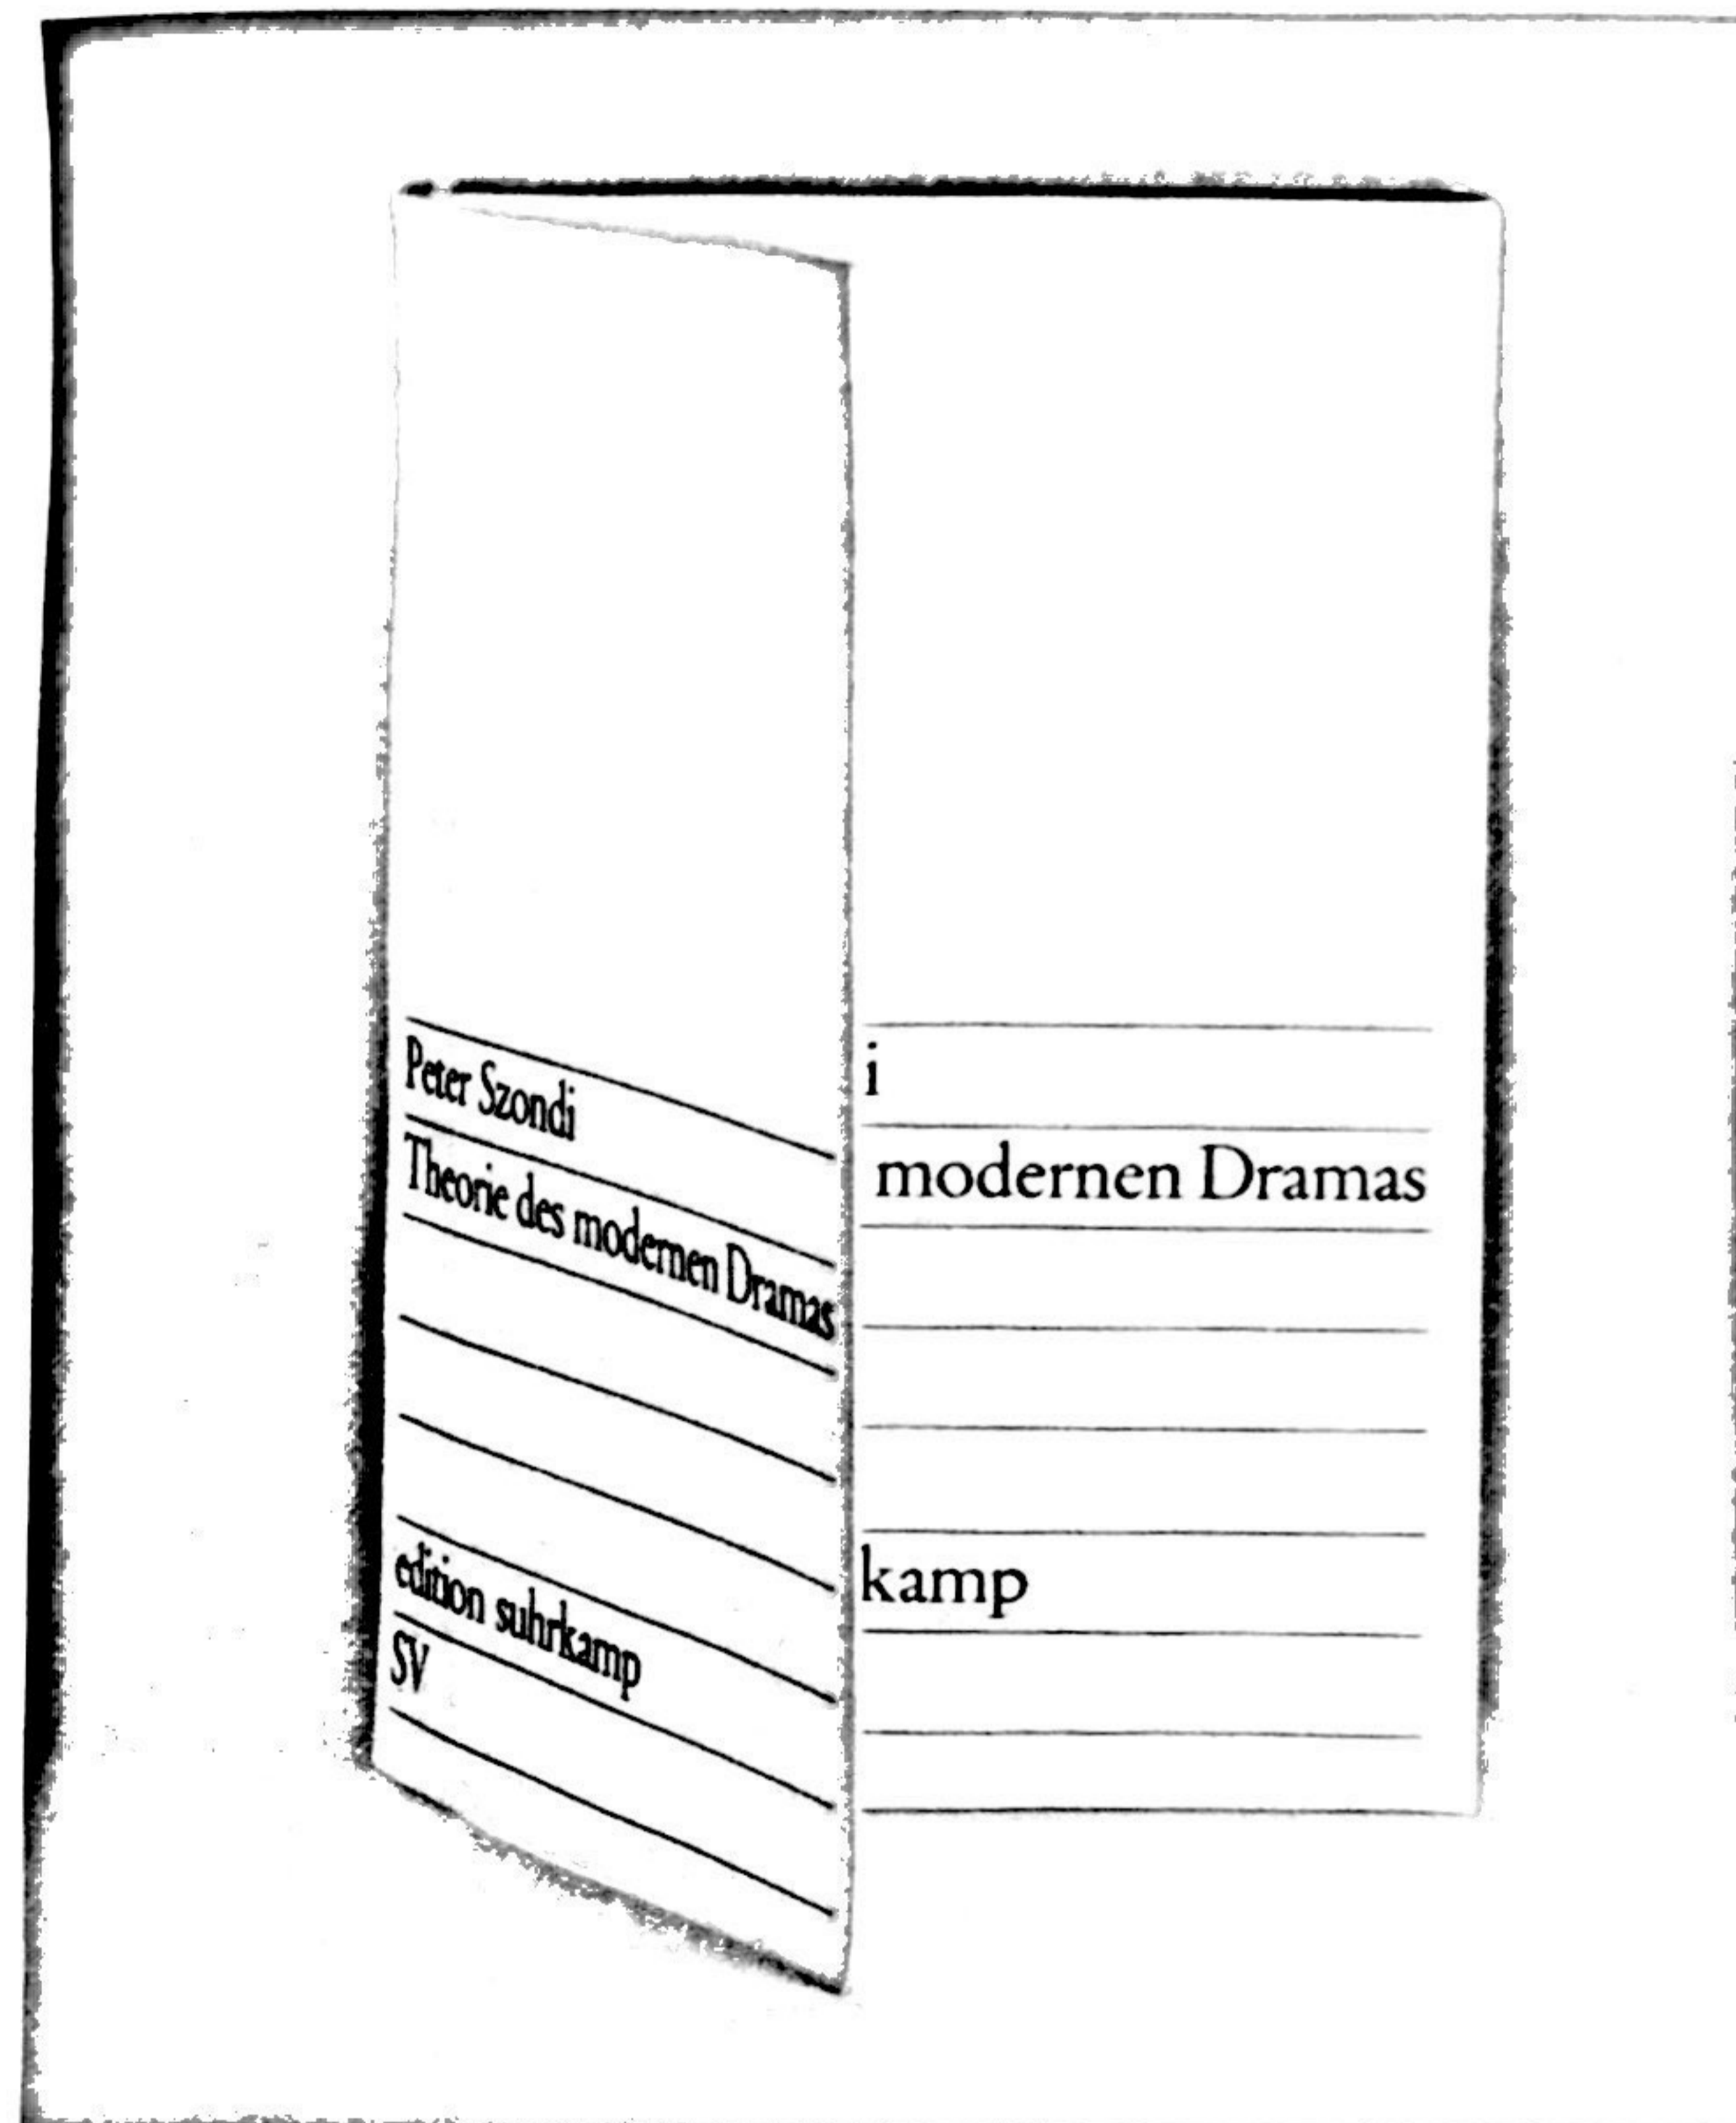 Peter Szondi
Theorie des modernen Dramas
edition suhrkamp
SV
i
modernen Dramas
kamp